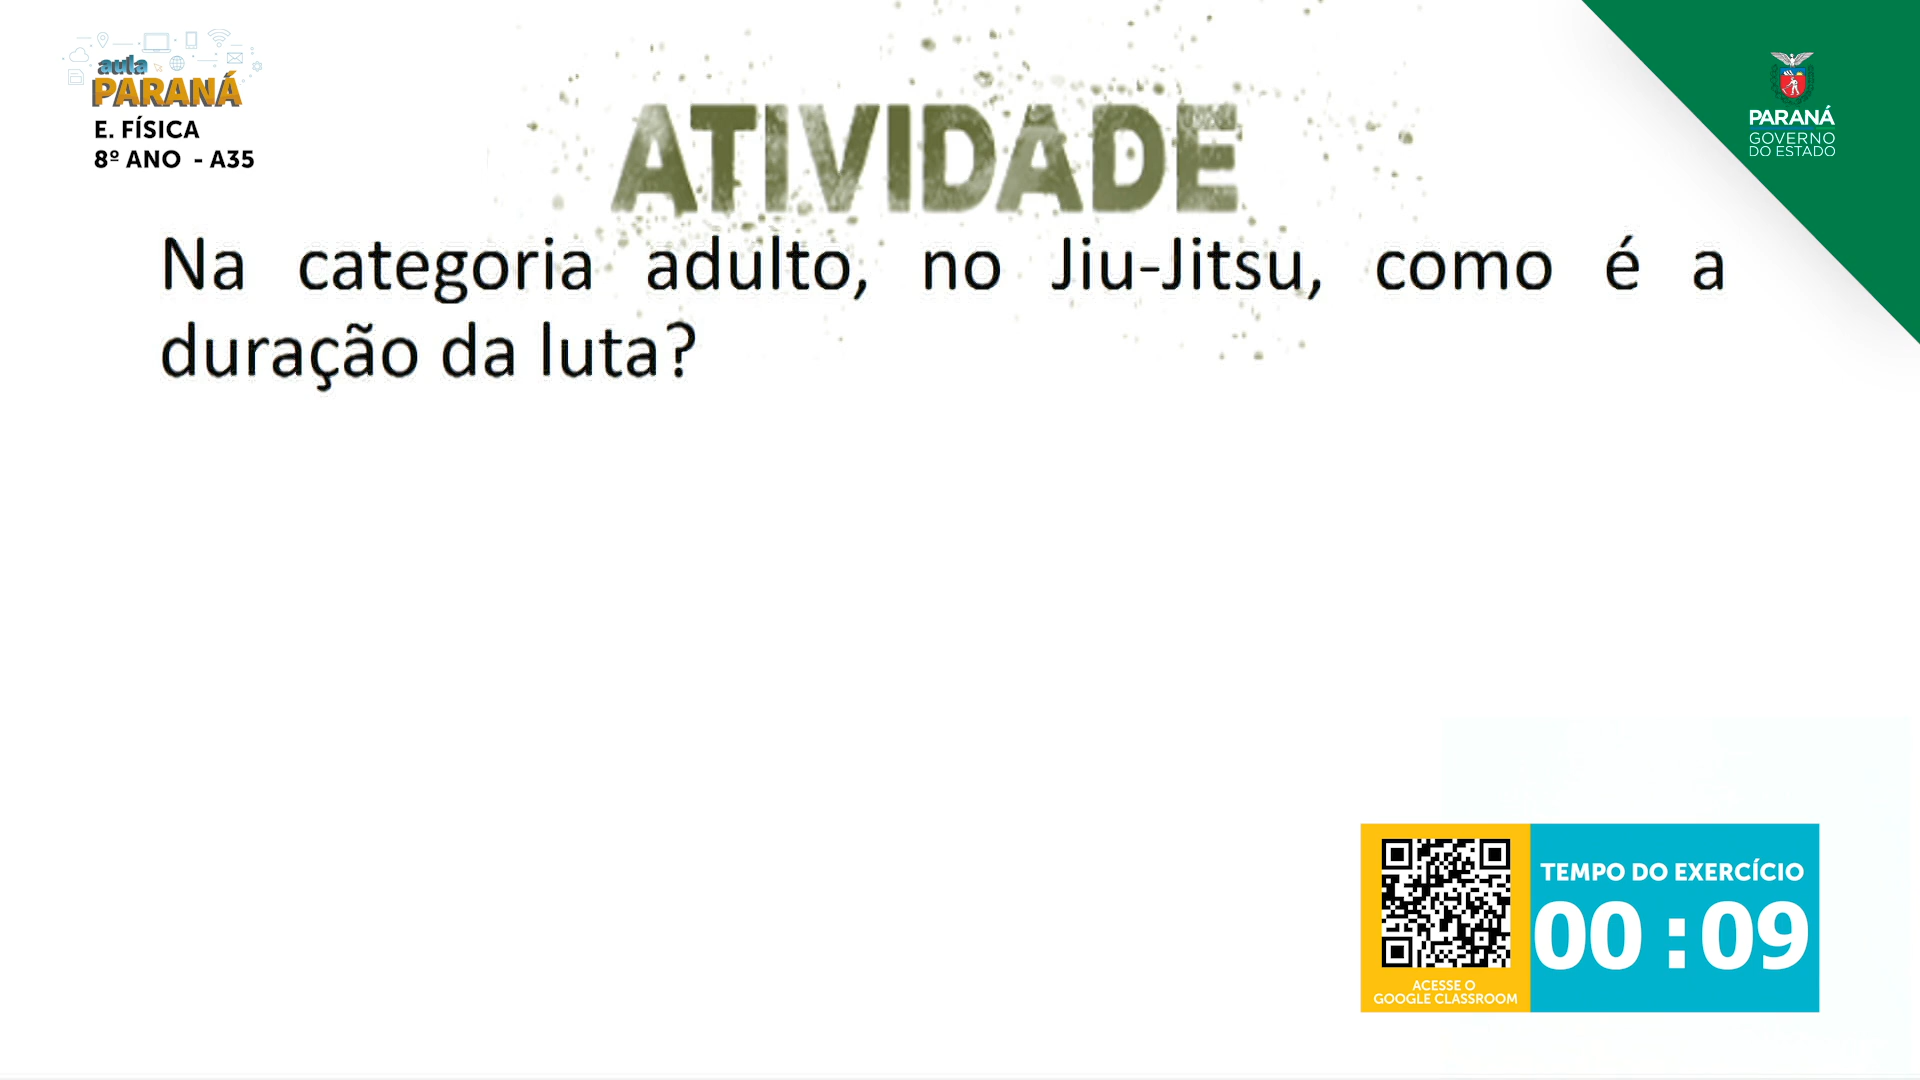 aula
PARANÁ
E. FÍSICA
8º ANO - A35
ATIVIDADE
PARANÁ
GOVERNO
DO ESTADO
Na categoria adulto, no Jiu-Jitsu, como é a
duração da luta?
TEMPO DO EXERCÍCIO
00:09
ACESSE O
GOOGLE CLASSROOM